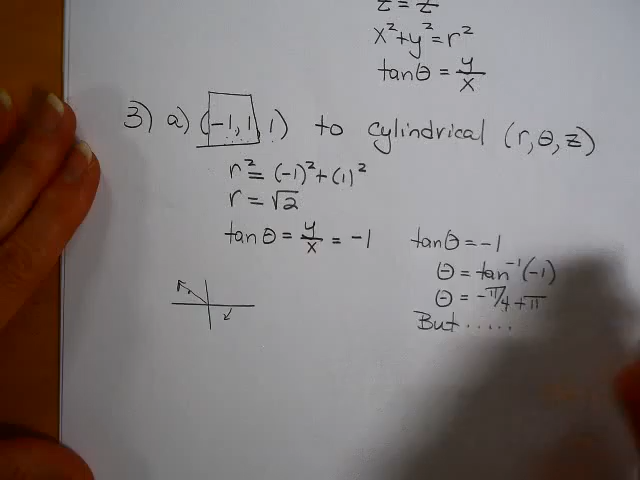 z = z
x² + y² = r²
tanθ = y/x
3) a) (-1, 1, 1) to cylindrical (r, θ, z)
r² = (-1)² + (1)²
r = √2
tan θ = y/x = -1
tanθ = -1
θ = tan⁻¹(-1)
θ = -π/4 + π
But .....